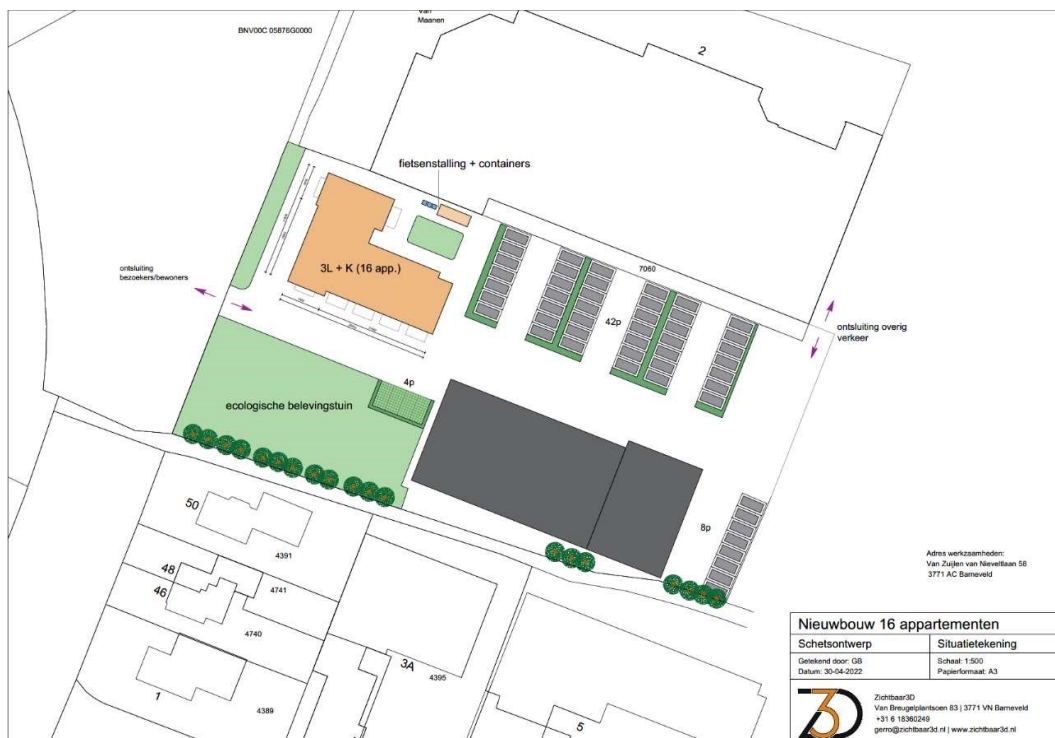 Van
Maanen
BNV00C 05876G0000
2
fietsenstalling + containers
3L + K (16 app.)
7060
ontsluiting
bezoekers/bewoners
42p
ontsluiting overig
verkeer
4p
ecologische belevingstuin
50
4391
8p
48
46
4741
4740
3A
4395
1
4389
5
Adres werkzaamheden:
Van Zuijlen van Nieveltlaan 58
3771 AC Barneveld
Nieuwbouw 16 appartementen
Schetsontwerp
Situatietekening
Getekend door: GB
Datum: 30-04-2022
Schaal: 1:500
Papierformaat: A3
Zichtbaar3D
Van Breugelplantsoen 83 | 3771 VN Barneveld
+31 6 18360249
gerro@zichtbaar3d.nl | www.zichtbaar3d.nl